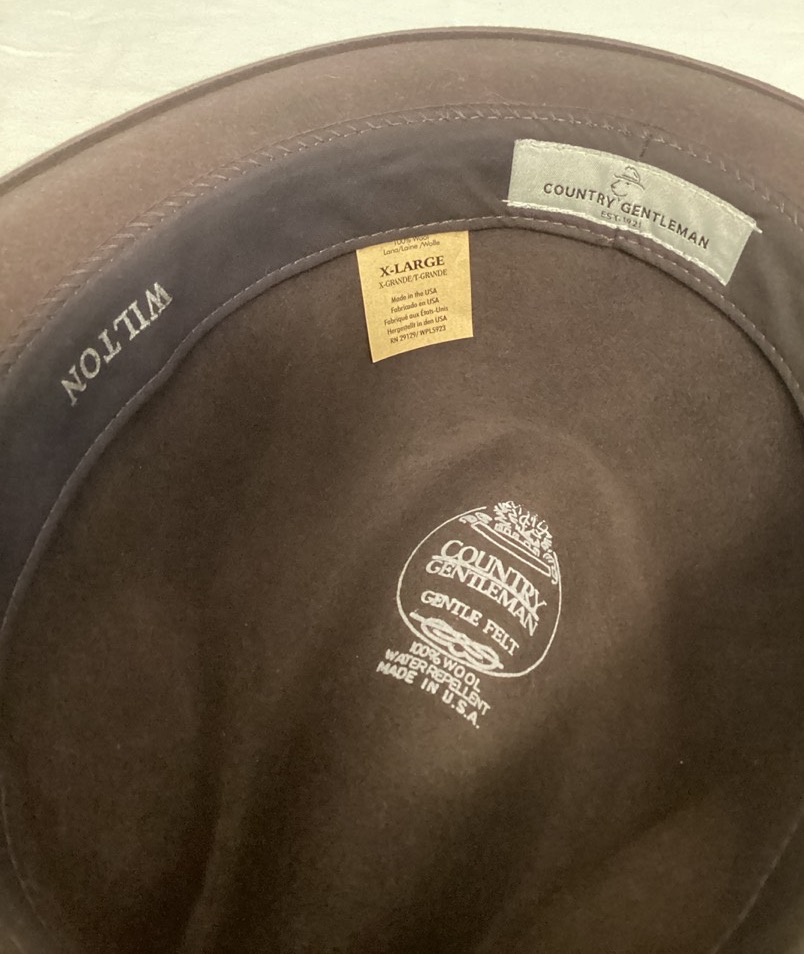 COUNTRY GENTLEMAN
EST. 1921
100% Wool
Lana/Laine /Wolle
X-LARGE
X-GRANDE/T-GRANDE
Made in the USA
Fabricado en USA
Fabriqué aux États-Unis
Hergestellt in den USA
RN 29129/ WPL5923
WILTON
COUNTRY
GENTLEMAN
GENTLE FELT
100% WOOL
WATER REPELLENT
MADE IN U.S.A.